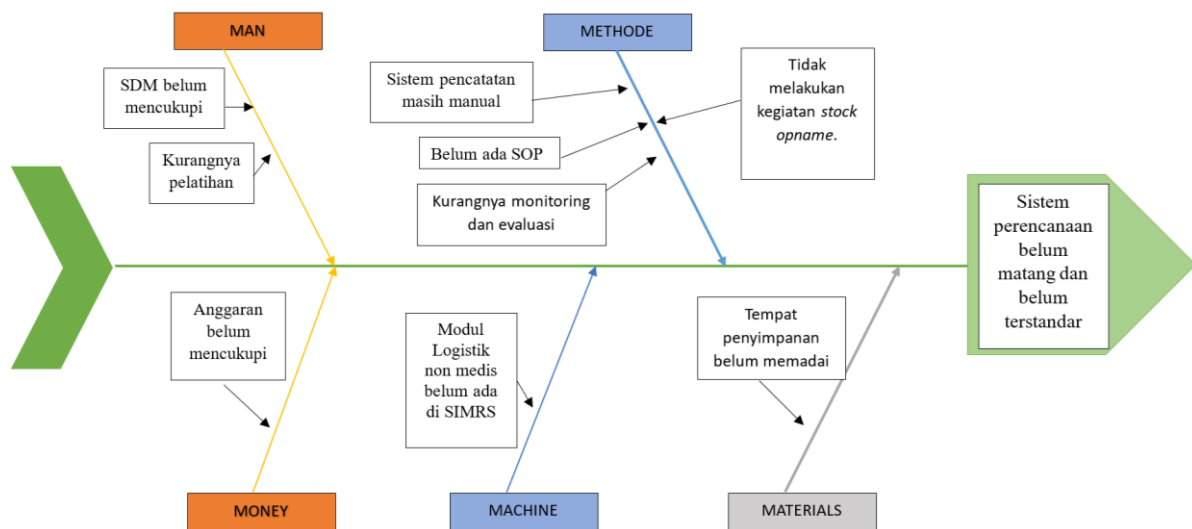 MAN
METHODE
SDM belum
mencukupi
Kurangnya
pelatihan
Sistem pencatatan
masih manual
Belum ada SOP
Kurangnya monitoring
dan evaluasi
Tidak
melakukan
kegiatan stock
opname.
Sistem
perencanaan
belum
matang dan
belum
terstandar
Anggaran
belum
mencukupi
Modul
Logistik
non medis
belum ada
di SIMRS
Tempat
penyimpanan
belum memadai
MONEY
MACHINE
MATERIALS